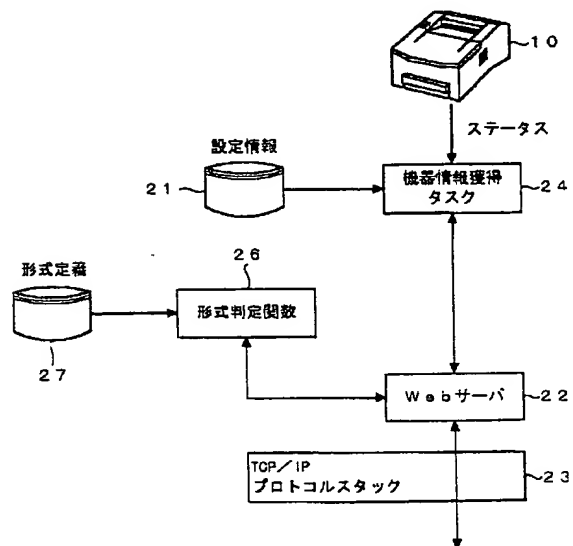 10
ステータス
設定情報
21
機器情報獲得
タスク
24
形式定義
26
形式判定関数
27
Webサーバ
22
TCP/IP
プロトコルスタック
23